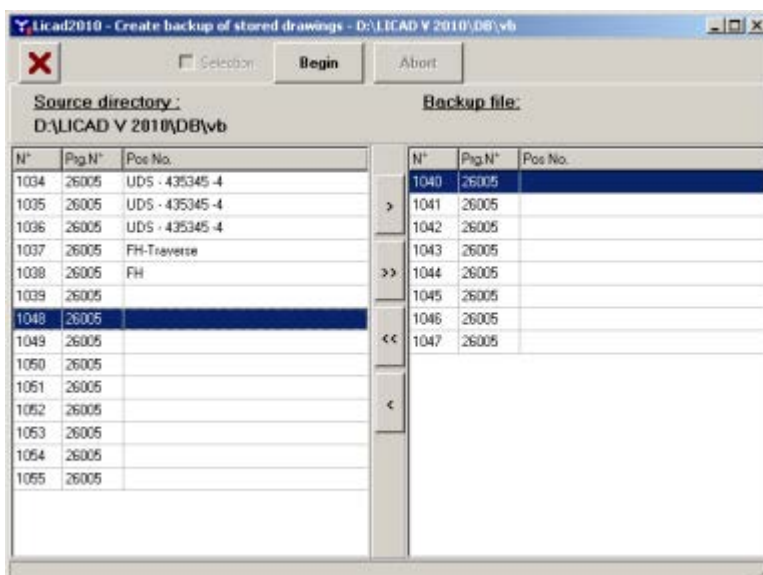 Licad2010 - Create backup of stored drawings - D:\LICAD V 2010\DB\vb
Selection Begin Abort
Source directory : Backup file:
D:\LICAD V 2010\DB\vb
N° Prg.N° Pos No. N° Prg.N° Pos No.
1034 26005 UDS - 435345 -4 1040 26005
1035 26005 UDS - 435345 -4 > 1041 26005
1036 26005 UDS - 435345 -4 1042 26005
1037 26005 FH-Traverse 1043 26005
1038 26005 FH >> 1044 26005
1039 26005 1045 26005
1048 26005 1046 26005
1049 26005 << 1047 26005
1050 26005
1051 26005
1052 26005 <
1053 26005
1054 26005
1055 26005